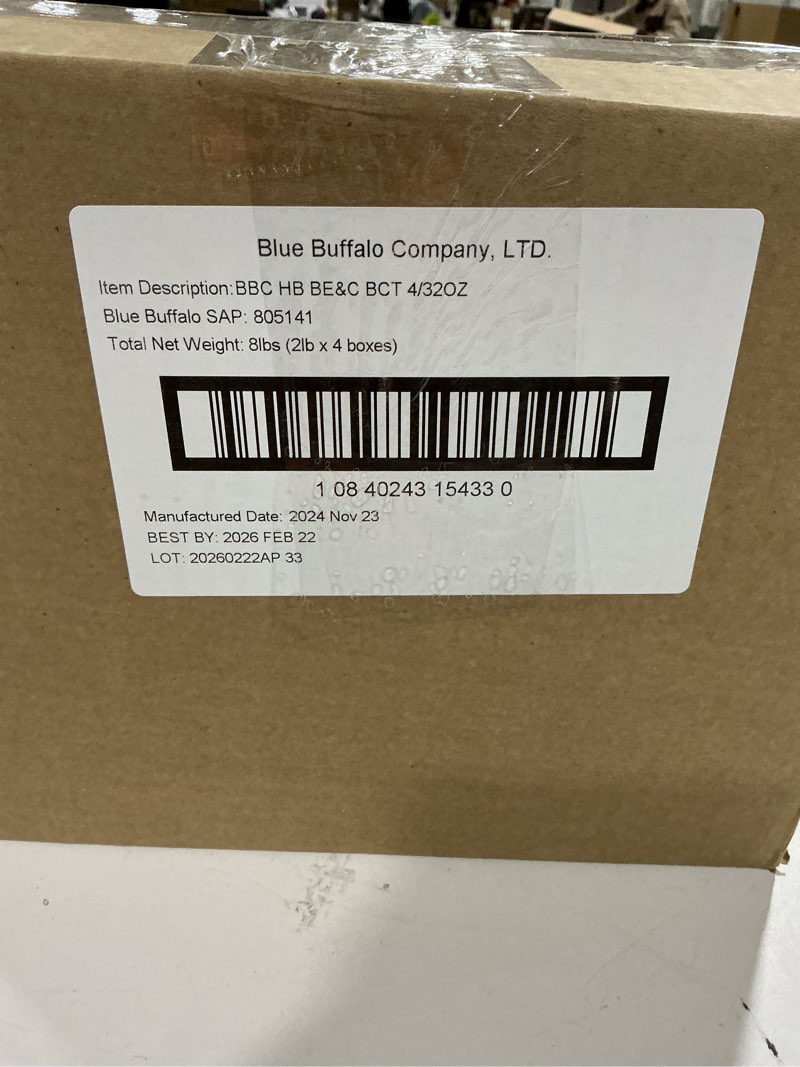 Blue Buffalo Company, LTD.
Item Description:BBC HB BE&C BCT 4/32OZ
Blue Buffalo SAP: 805141
Total Net Weight: 8lbs (2lb x 4 boxes)
1 08 40243 15433 0
Manufactured Date: 2024 Nov 23
BEST BY: 2026 FEB 22
LOT: 20260222AP 33